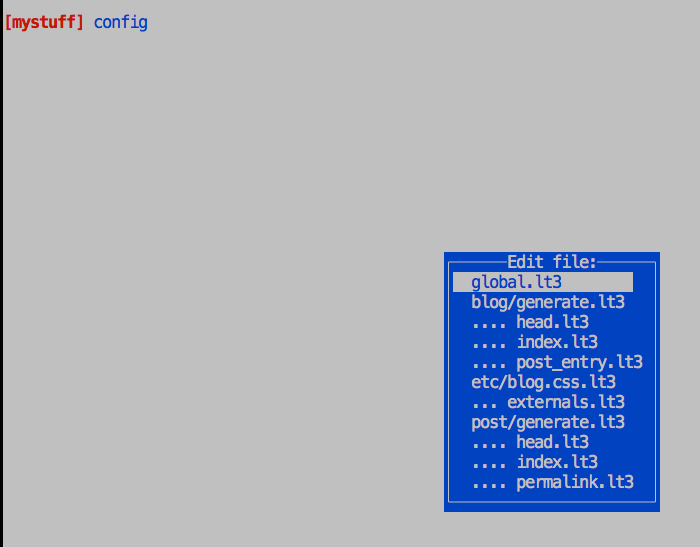 [mystuff] config
Edit file:
global.lt3
blog/generate.lt3
.... head.lt3
.... index.lt3
.... post_entry.lt3
etc/blog.css.lt3
... externals.lt3
post/generate.lt3
.... head.lt3
.... index.lt3
.... permalink.lt3